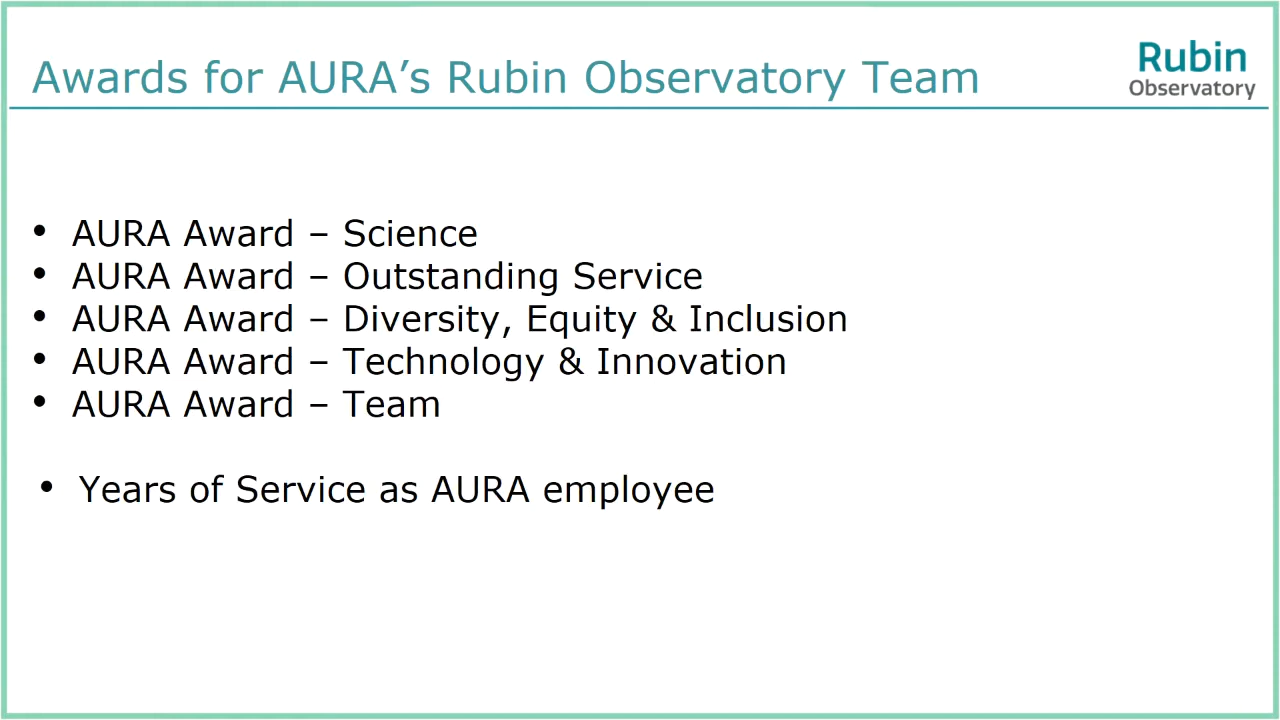 Awards for AURA’s Rubin Observatory Team
Rubin
Observatory
• AURA Award – Science
• AURA Award – Outstanding Service
• AURA Award – Diversity, Equity & Inclusion
• AURA Award – Technology & Innovation
• AURA Award – Team
• Years of Service as AURA employee